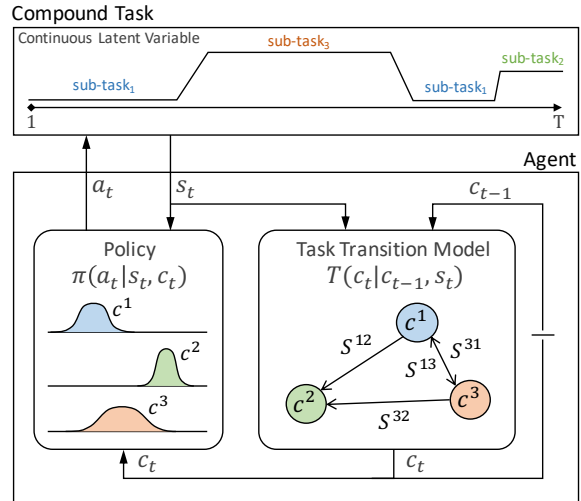 Compound Task
Continuous Latent Variable
sub-task₃
sub-task₁
sub-task₁
sub-task₂
1
T
Agent
aₜ
sₜ
cₜ₋₁
Policy
π(aₜ|sₜ, cₜ)
c¹
c²
c³
Task Transition Model
T(cₜ|cₜ₋₁, sₜ)
c¹
S¹²
S³¹
S¹³
c²
c³
S³²
cₜ
cₜ